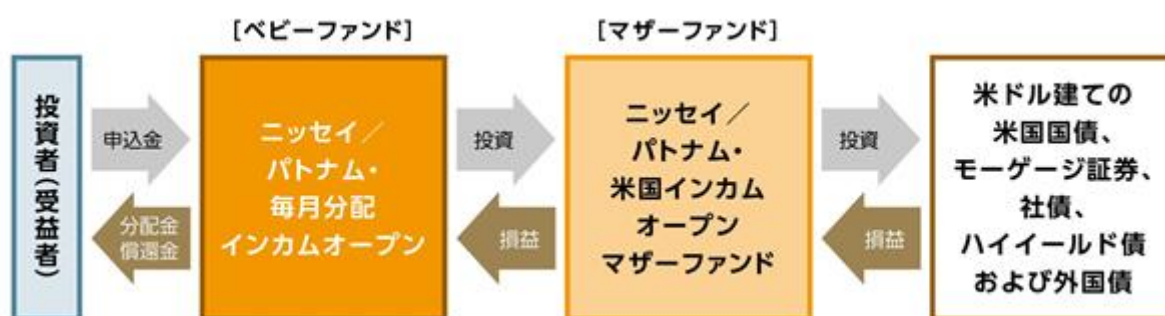 [ベビーファンド]
[マザーファンド]
投資者(受益者)
申込金
分配金
償還金
ニッセイ／
パトナム・
毎月分配
インカムオープン
投資
損益
ニッセイ／
パトナム・
米国インカム
オープン
マザーファンド
投資
損益
米ドル建ての
米国国債、
モーゲージ証券、
社債、
ハイイールド債
および外国債